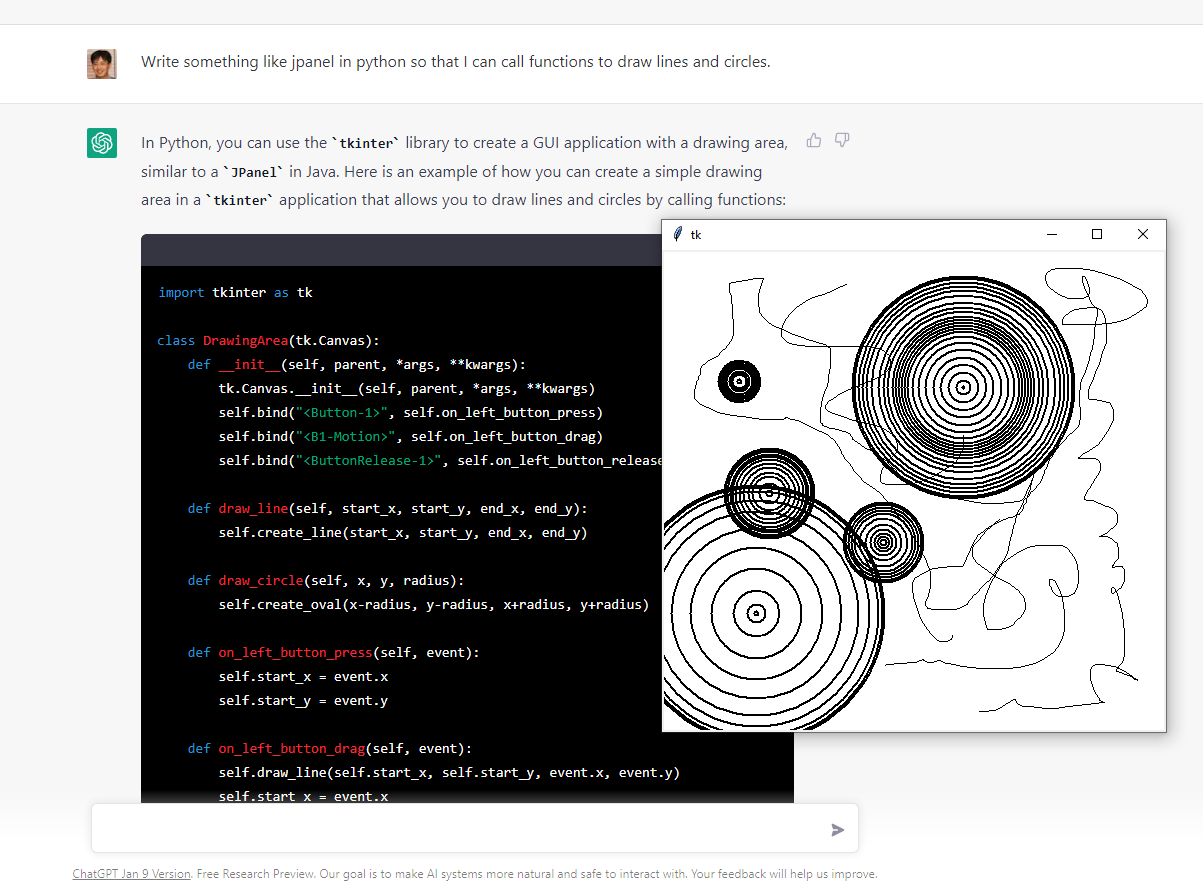 Write something like jpanel in python so that I can call functions to draw lines and circles.
In Python, you can use the `tkinter` library to create a GUI application with a drawing area,
similar to a `JPanel` in Java. Here is an example of how you can create a simple drawing
area in a `tkinter` application that allows you to draw lines and circles by calling functions:
tk
import tkinter as tk
class DrawingArea(tk.Canvas):
    def __init__(self, parent, *args, **kwargs):
        tk.Canvas.__init__(self, parent, *args, **kwargs)
        self.bind("<Button-1>", self.on_left_button_press)
        self.bind("<B1-Motion>", self.on_left_button_drag)
        self.bind("<ButtonRelease-1>", self.on_left_button_release
    def draw_line(self, start_x, start_y, end_x, end_y):
        self.create_line(start_x, start_y, end_x, end_y)
    def draw_circle(self, x, y, radius):
        self.create_oval(x-radius, y-radius, x+radius, y+radius)
    def on_left_button_press(self, event):
        self.start_x = event.x
        self.start_y = event.y
    def on_left_button_drag(self, event):
        self.draw_line(self.start_x, self.start_y, event.x, event.y)
        self.start_x = event.x
ChatGPT Jan 9 Version. Free Research Preview. Our goal is to make AI systems more natural and safe to interact with. Your feedback will help us improve.